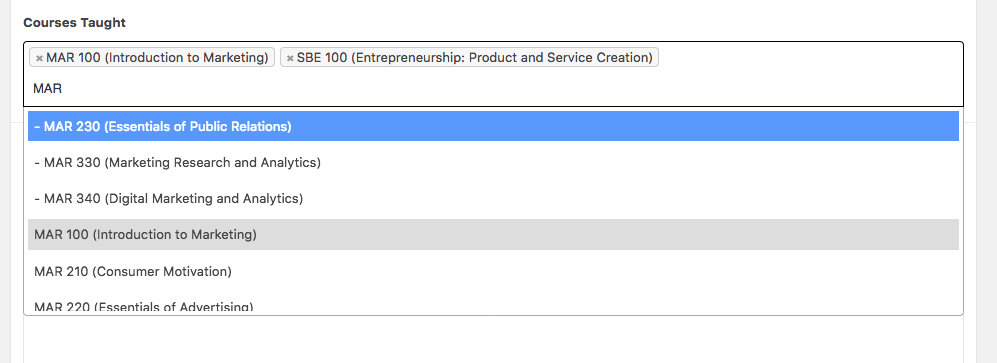 Courses Taught
× MAR 100 (Introduction to Marketing) × SBE 100 (Entrepreneurship: Product and Service Creation)
MAR
- MAR 230 (Essentials of Public Relations)
- MAR 330 (Marketing Research and Analytics)
- MAR 340 (Digital Marketing and Analytics)
MAR 100 (Introduction to Marketing)
MAR 210 (Consumer Motivation)
MAR 220 (Essentials of Advertising)